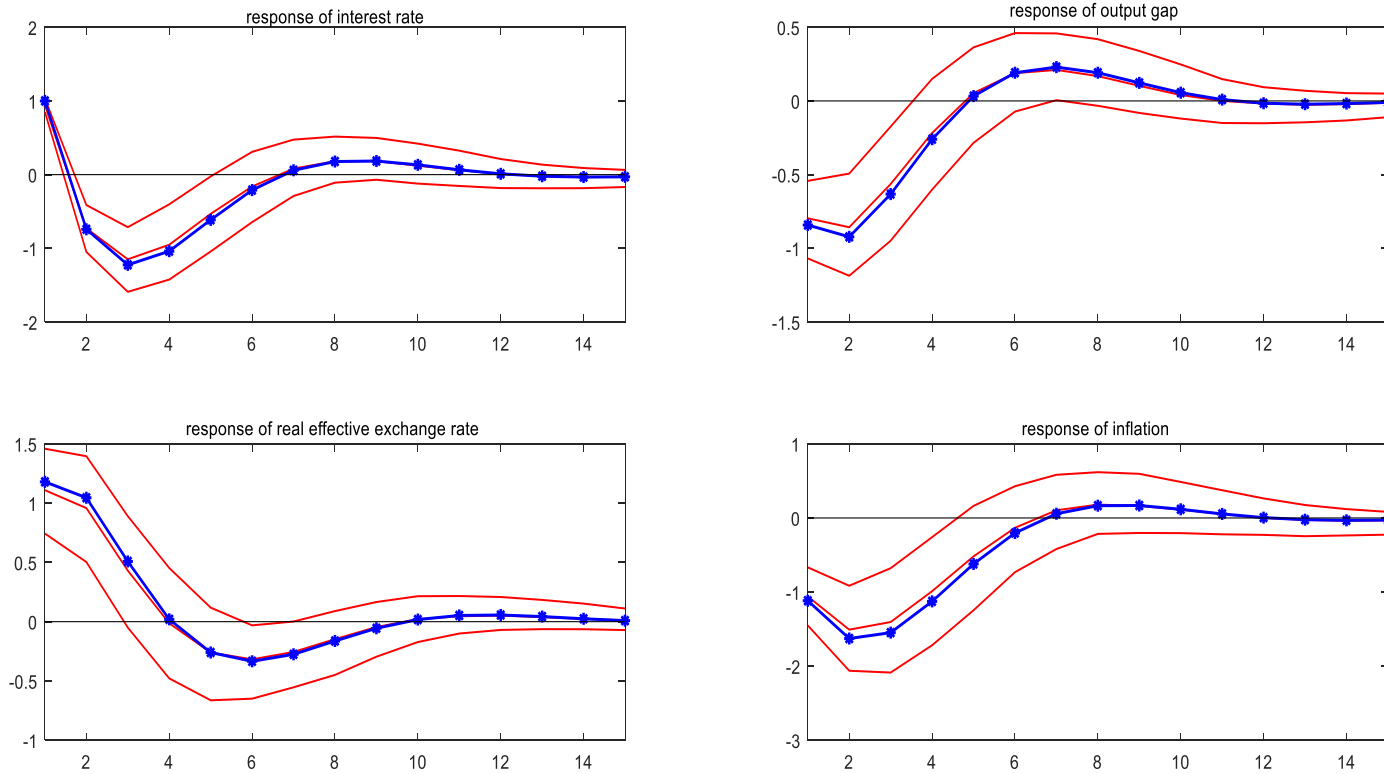 response of interest rate
2
1
0
-1
-2
2 4 6 8 10 12 14
response of output gap
0.5
0
-0.5
-1
-1.5
2 4 6 8 10 12 14
response of real effective exchange rate
1.5
1
0.5
0
-0.5
-1
2 4 6 8 10 12 14
response of inflation
1
0
-1
-2
-3
2 4 6 8 10 12 14